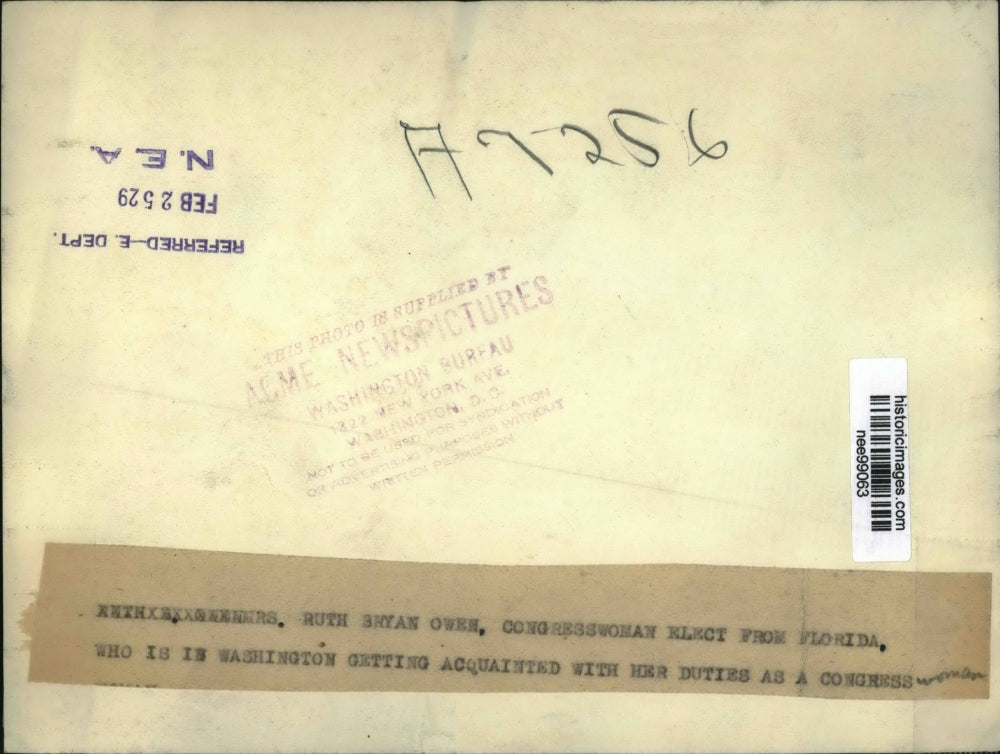 A7256
N.E.A.
FEB 25 29
REFERRED—E. DEPT.
THIS PHOTO IS SUPPLIED BY
ACME NEWSPICTURES
WASHINGTON BUREAU
1322 NEW YORK AVE.
WASHINGTON, D.C.
NOT TO BE USED FOR SYNDICATION
OR ADVERTISING PURPOSES WITHOUT
WRITTEN PERMISSION
historicimages.com
nee99063
MRS. RUTH BRYAN OWEN, CONGRESSWOMAN ELECT FROM FLORIDA,
WHO IS IN WASHINGTON GETTING ACQUAINTED WITH HER DUTIES AS A CONGRESS woman